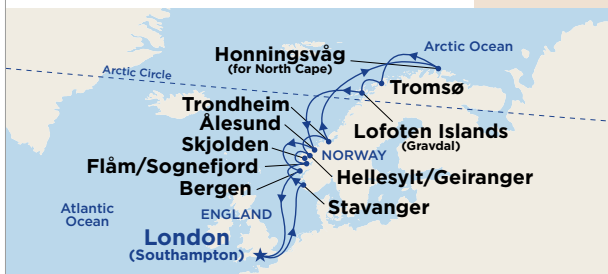 Honningsvåg
(for North Cape)
Arctic Ocean
Arctic Circle
Tromsø
Trondheim
Ålesund
Lofoten Islands
(Gravdal)
Skjolden
NORWAY
Flåm/Sognefjord
Hellesylt/Geiranger
Bergen
Stavanger
Atlantic
Ocean
ENGLAND
London
(Southampton)